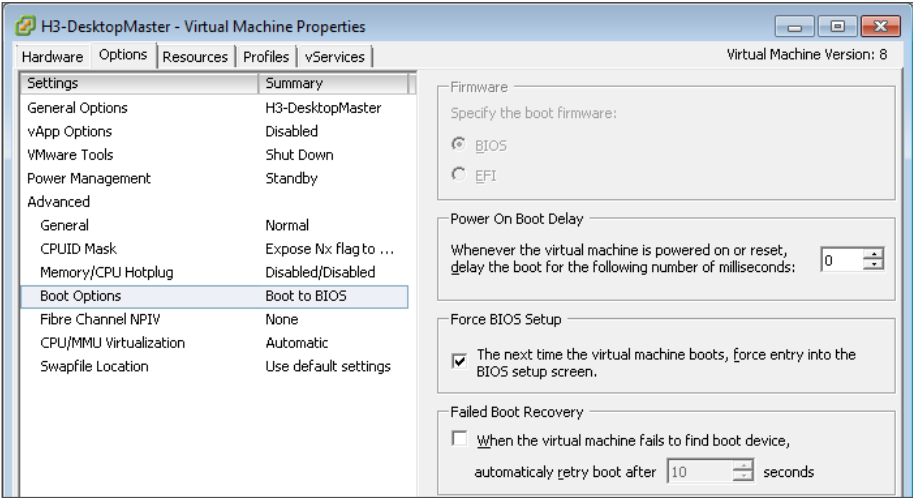 H3-DesktopMaster - Virtual Machine Properties
Hardware Options Resources Profiles vServices Virtual Machine Version: 8
Settings Summary
General Options H3-DesktopMaster
vApp Options Disabled
VMware Tools Shut Down
Power Management Standby
Advanced
General Normal
CPUID Mask Expose Nx flag to ...
Memory/CPU Hotplug Disabled/Disabled
Boot Options Boot to BIOS
Fibre Channel NPIV None
CPU/MMU Virtualization Automatic
Swapfile Location Use default settings
Firmware
Specify the boot firmware:
BIOS
EFI
Power On Boot Delay
Whenever the virtual machine is powered on or reset,
delay the boot for the following number of milliseconds: 0
Force BIOS Setup
The next time the virtual machine boots, force entry into the
BIOS setup screen.
Failed Boot Recovery
When the virtual machine fails to find boot device,
automaticaly retry boot after 10 seconds